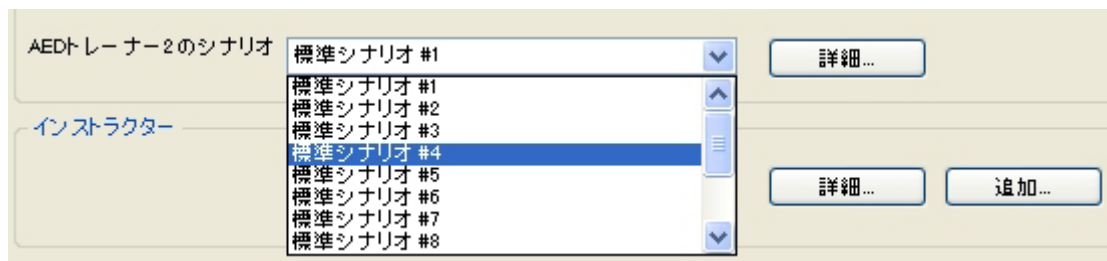 AEDトレーナー2のシナリオ 標準シナリオ #1 詳細...
標準シナリオ #1
標準シナリオ #2
標準シナリオ #3
標準シナリオ #4
標準シナリオ #5
標準シナリオ #6
標準シナリオ #7
標準シナリオ #8
インストラクター
詳細... 追加...